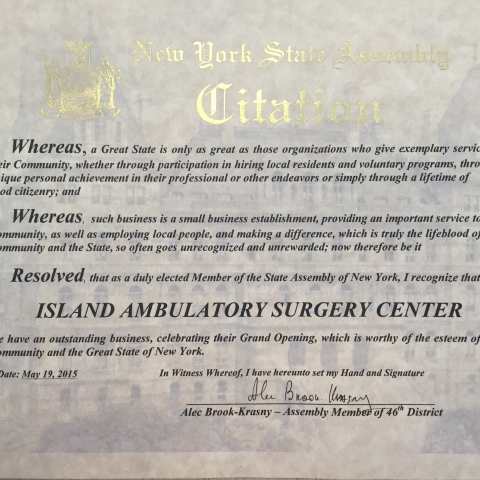 New York State Assembly
Citation
Whereas, a Great State is only as great as those organizations who give exemplary servic
eir Community, whether through participation in hiring local residents and voluntary programs, thro
nique personal achievement in their professional or other endeavors or simply through a lifetime of
od citizenry; and
Whereas, such business is a small business establishment, providing an important service to
ommunity, as well as employing local people, and making a difference, which is truly the lifeblood of
ommunity and the State, so often goes unrecognized and unrewarded; now therefore be it
Resolved, that as a duly elected Member of the State Assembly of New York, I recognize that
ISLAND AMBULATORY SURGERY CENTER
e have an outstanding business, celebrating their Grand Opening, which is worthy of the esteem of
ommunity and the Great State of New York.
Date: May 19, 2015 In Witness Whereof, I have hereunto set my Hand and Signature
Alec Brook-Krasny
Alec Brook-Krasny – Assembly Member of 46th District